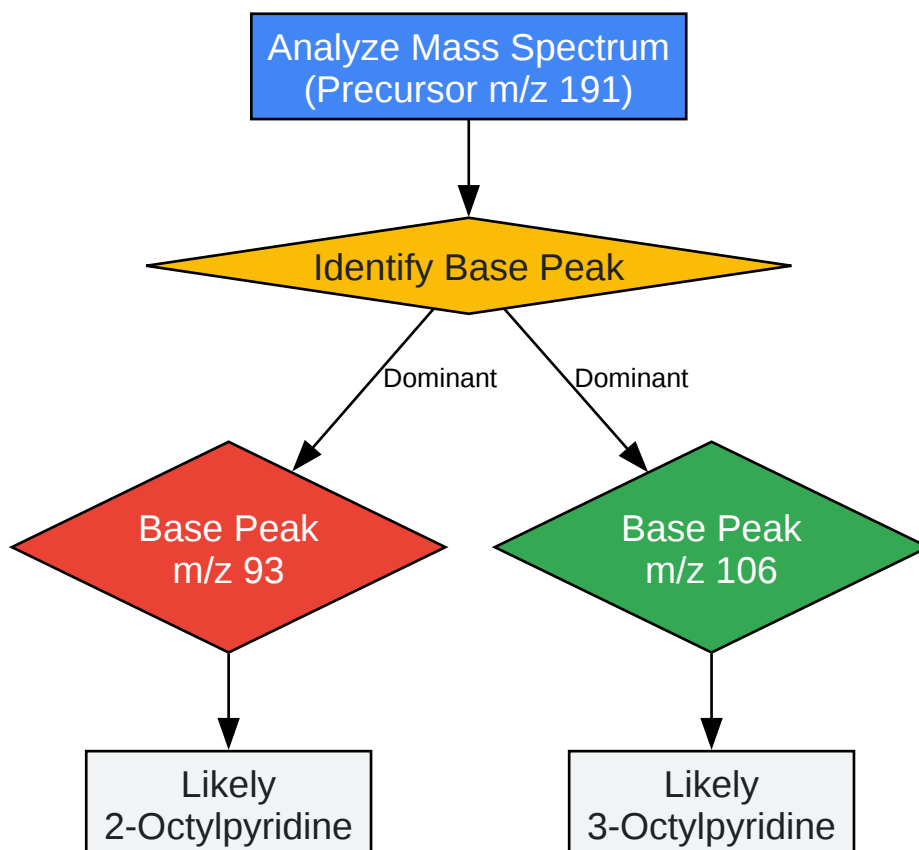 Analyze Mass Spectrum
(Precursor m/z 191)
Identify Base Peak
Dominant
Dominant
Base Peak
m/z 93
Base Peak
m/z 106
Likely
2-Octylpyridine
Likely
3-Octylpyridine